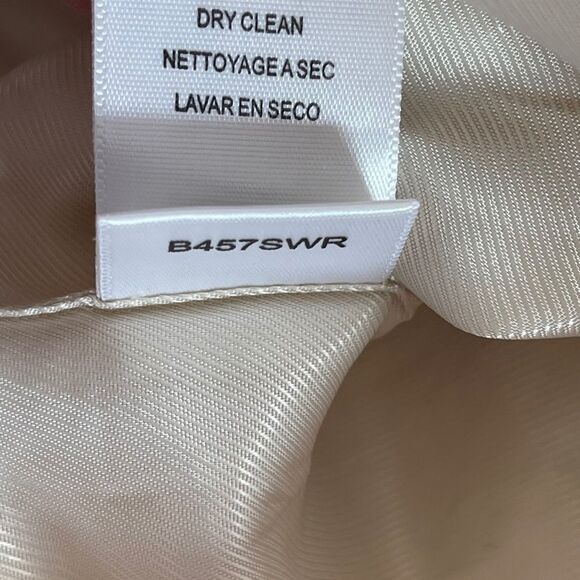 DRY CLEAN
NETTOYAGE A SEC
LAVAR EN SECO
B457SWR